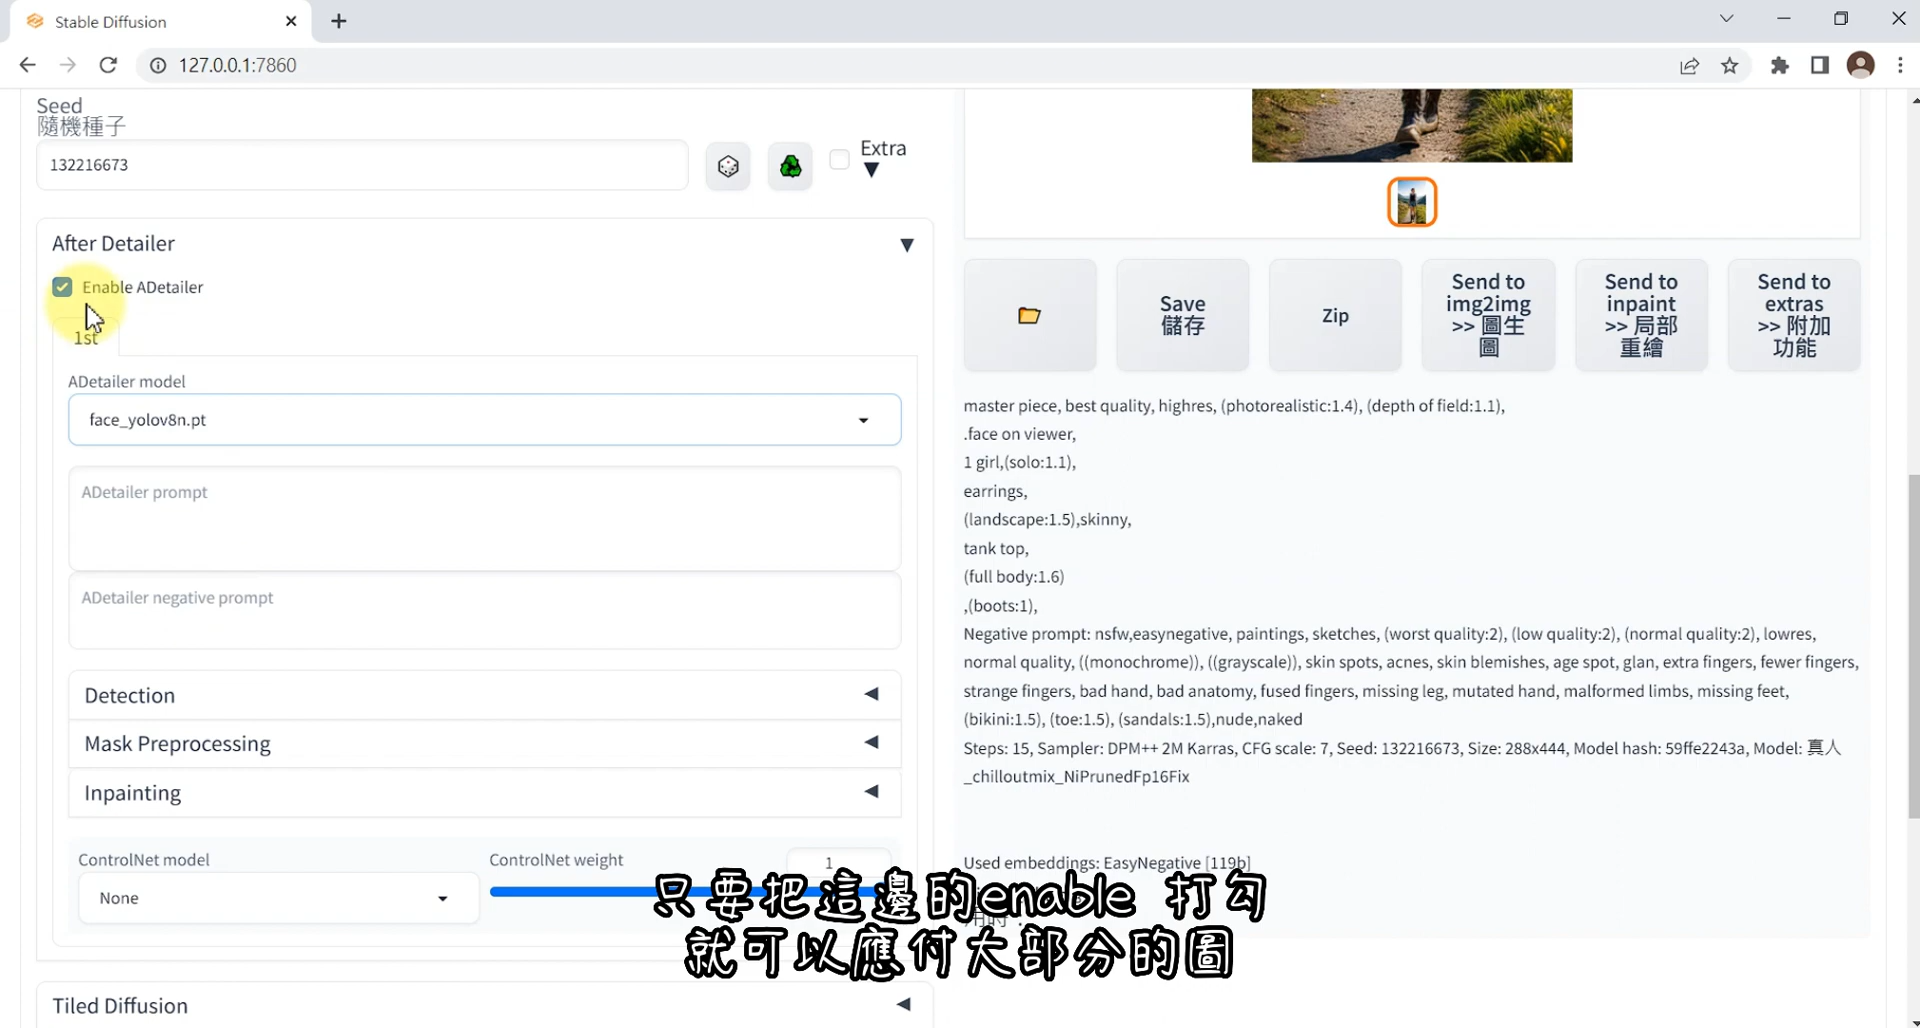 Stable Diffusion
127.0.0.1:7860
Seed
隨機種子
132216673
Extra
▼
After Detailer
▼
Enable ADetailer
1st
ADetailer model
face_yolov8n.pt
ADetailer prompt
ADetailer negative prompt
Detection
Mask Preprocessing
Inpainting
ControlNet model
None
ControlNet weight
1
Tiled Diffusion
Save
儲存
Zip
Send to
img2img
>> 圖生
圖
Send to
inpaint
>> 局部
重繪
Send to
extras
>> 附加
功能
master piece, best quality, highres, (photorealistic:1.4), (depth of field:1.1),
.face on viewer,
1 girl,(solo:1.1),
earrings,
(landscape:1.5),skinny,
tank top,
(full body:1.6)
,(boots:1),
Negative prompt: nsfw,easynegative, paintings, sketches, (worst quality:2), (low quality:2), (normal quality:2), lowres,
normal quality, ((monochrome)), ((grayscale)), skin spots, acnes, skin blemishes, age spot, glan, extra fingers, fewer fingers,
strange fingers, bad hand, bad anatomy, fused fingers, missing leg, mutated hand, malformed limbs, missing feet,
(bikini:1.5), (toe:1.5), (sandals:1.5),nude,naked
Steps: 15, Sampler: DPM++ 2M Karras, CFG scale: 7, Seed: 132216673, Size: 288x444, Model hash: 59ffe2243a, Model: 真人
_chilloutmix_NiPrunedFp16Fix
Used embeddings: EasyNegative [119b]
只要把這邊的enable 打勾
就可以應付大部分的圖